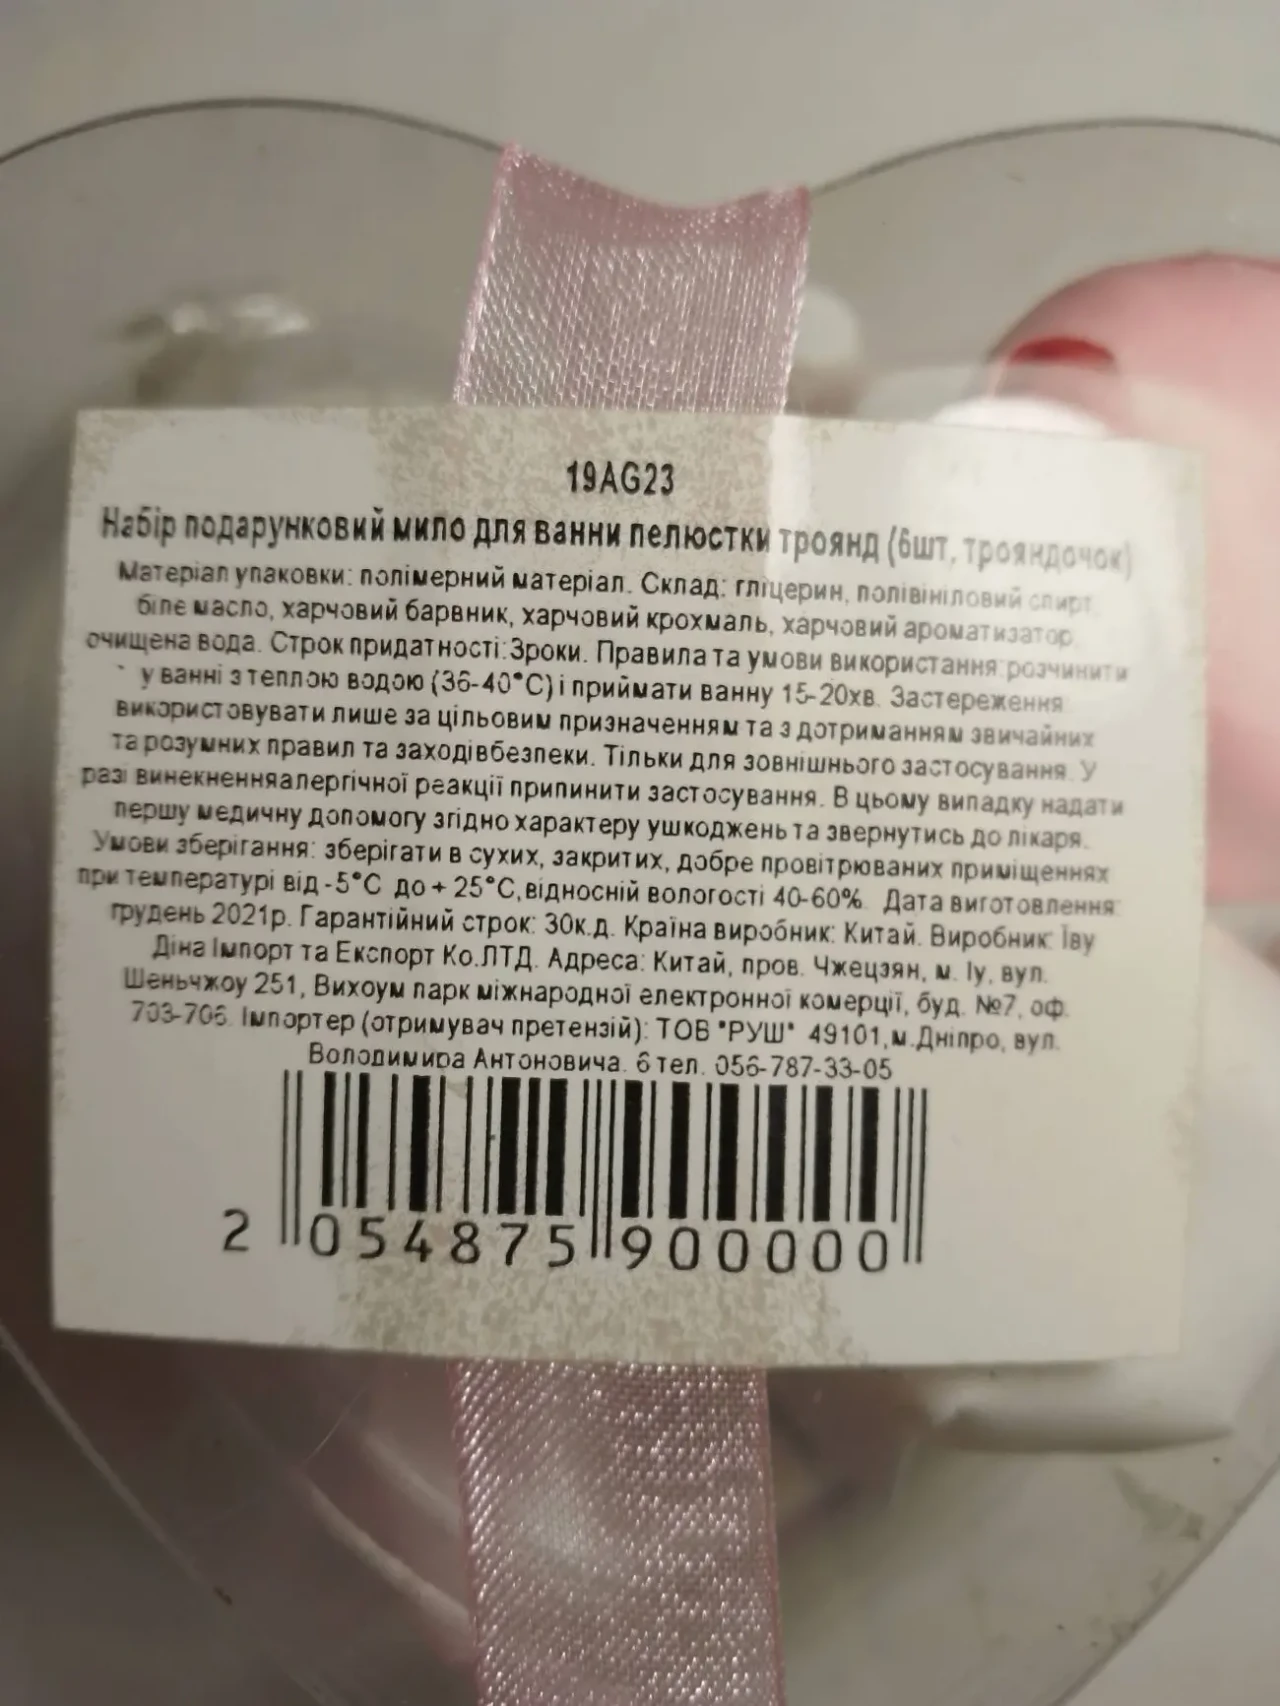 19AG23
Набір подарунковий мило для ванни пелюстки троянд (6шт, трояндочок)
Матеріал упаковки: полімерний матеріал. Склад: гліцерин, полівініловий спирт,
біле масло, харчовий барвник, харчовий крохмаль, харчовий ароматизатор,
очищена вода. Строк придатності:3роки. Правила та умови використання:розчинити
у ванні з теплою водою (36-40°С) і приймати ванну 15-20хв. Застереження
використовувати лише за цільовим призначенням та з дотриманням звичайних
та розумних правил та заходівбезпеки. Тільки для зовнішнього застосування. У
разі винекненняалергічної реакції припинити застосування. В цьому випадку надати
першу медичну допомогу згідно характеру ушкоджень та звернутись до лікаря.
Умови зберігання: зберігати в сухих, закритих, добре провітрюваних приміщеннях
при температурі від -5°С до + 25°С,відносній вологості 40-60%. Дата виготовлення:
грудень 2021р. Гарантійний строк: 30к.д. Країна виробник: Китай. Виробник: Їву
Діна Імпорт та Експорт Ко.ЛТД. Адреса: Китай, пров. Чжецзян, м. Іу, вул.
Шеньчжоу 251, Вихоум парк міжнародної електронної комерції, буд. №7, оф.
703-706. Імпортер (отримувач претензій): ТОВ "РУШ" 49101,м.Дніпро, вул.
Володимира Антоновича, 6 тел. 056-787-33-05
2 054875 900000